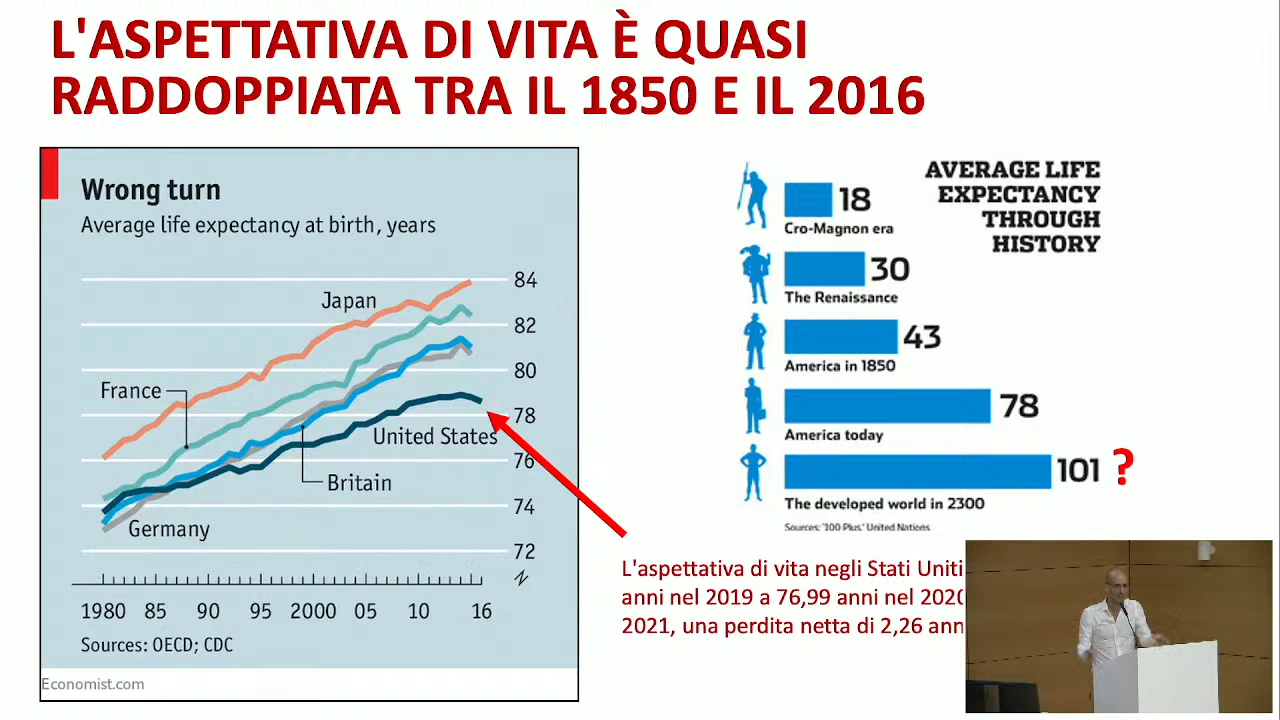 L'ASPETTATIVA DI VITA È QUASI
RADDOPPIATA TRA IL 1850 E IL 2016
Wrong turn
Average life expectancy at birth, years
84
Japan
82
80
France
78
United States
76
Britain
74
Germany
72
1980 85 90 95 2000 05 10 16
Sources: OECD; CDC
Economist.com
AVERAGE LIFE
EXPECTANCY
THROUGH
HISTORY
18
Cro-Magnon era
30
The Renaissance
43
America in 1850
78
America today
101 ?
The developed world in 2300
Sources: '100 Plus.' United Nations
L'aspettativa di vita negli Stati Uniti
anni nel 2019 a 76,99 anni nel
2021, una perdita netta di 2,26